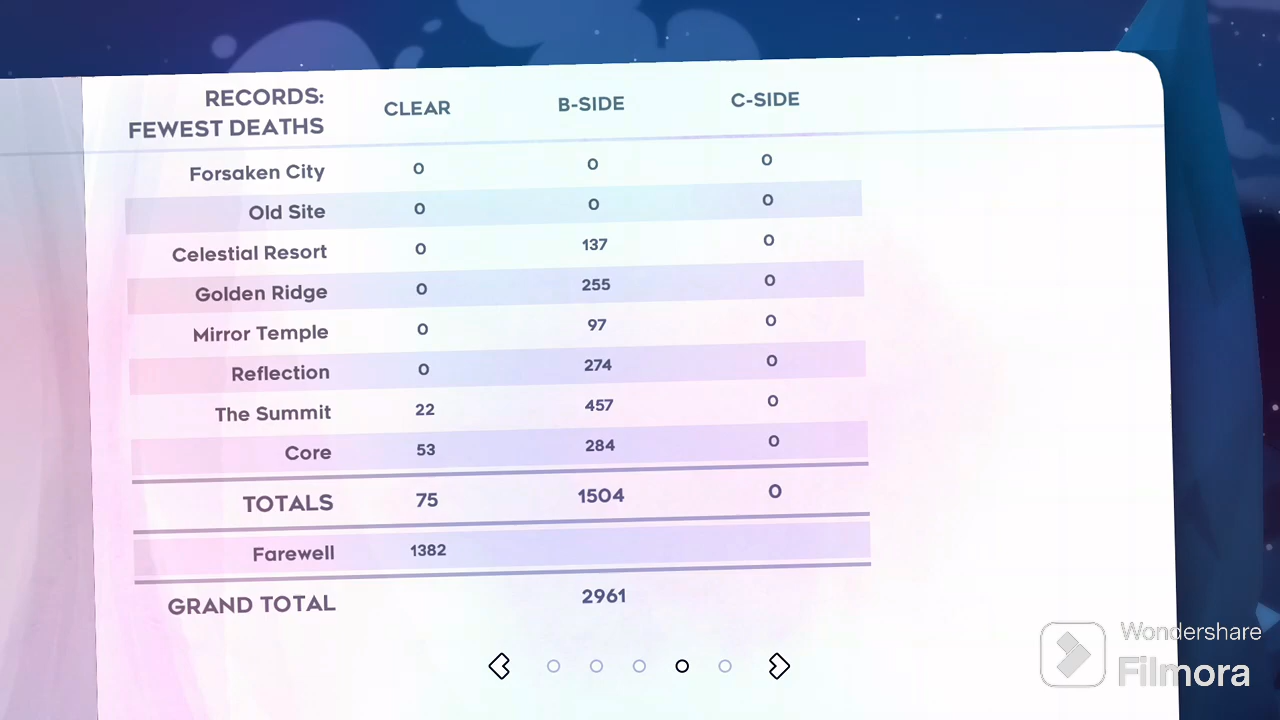 RECORDS:
FEWEST DEATHS CLEAR B-SIDE C-SIDE
Forsaken City 0 0 0
Old Site 0 0 0
Celestial Resort 0 137 0
Golden Ridge 0 255 0
Mirror Temple 0 97 0
Reflection 0 274 0
The Summit 22 457 0
Core 53 284 0
TOTALS 75 1504 0
Farewell 1382
GRAND TOTAL 2961
Wondershare
Filmora